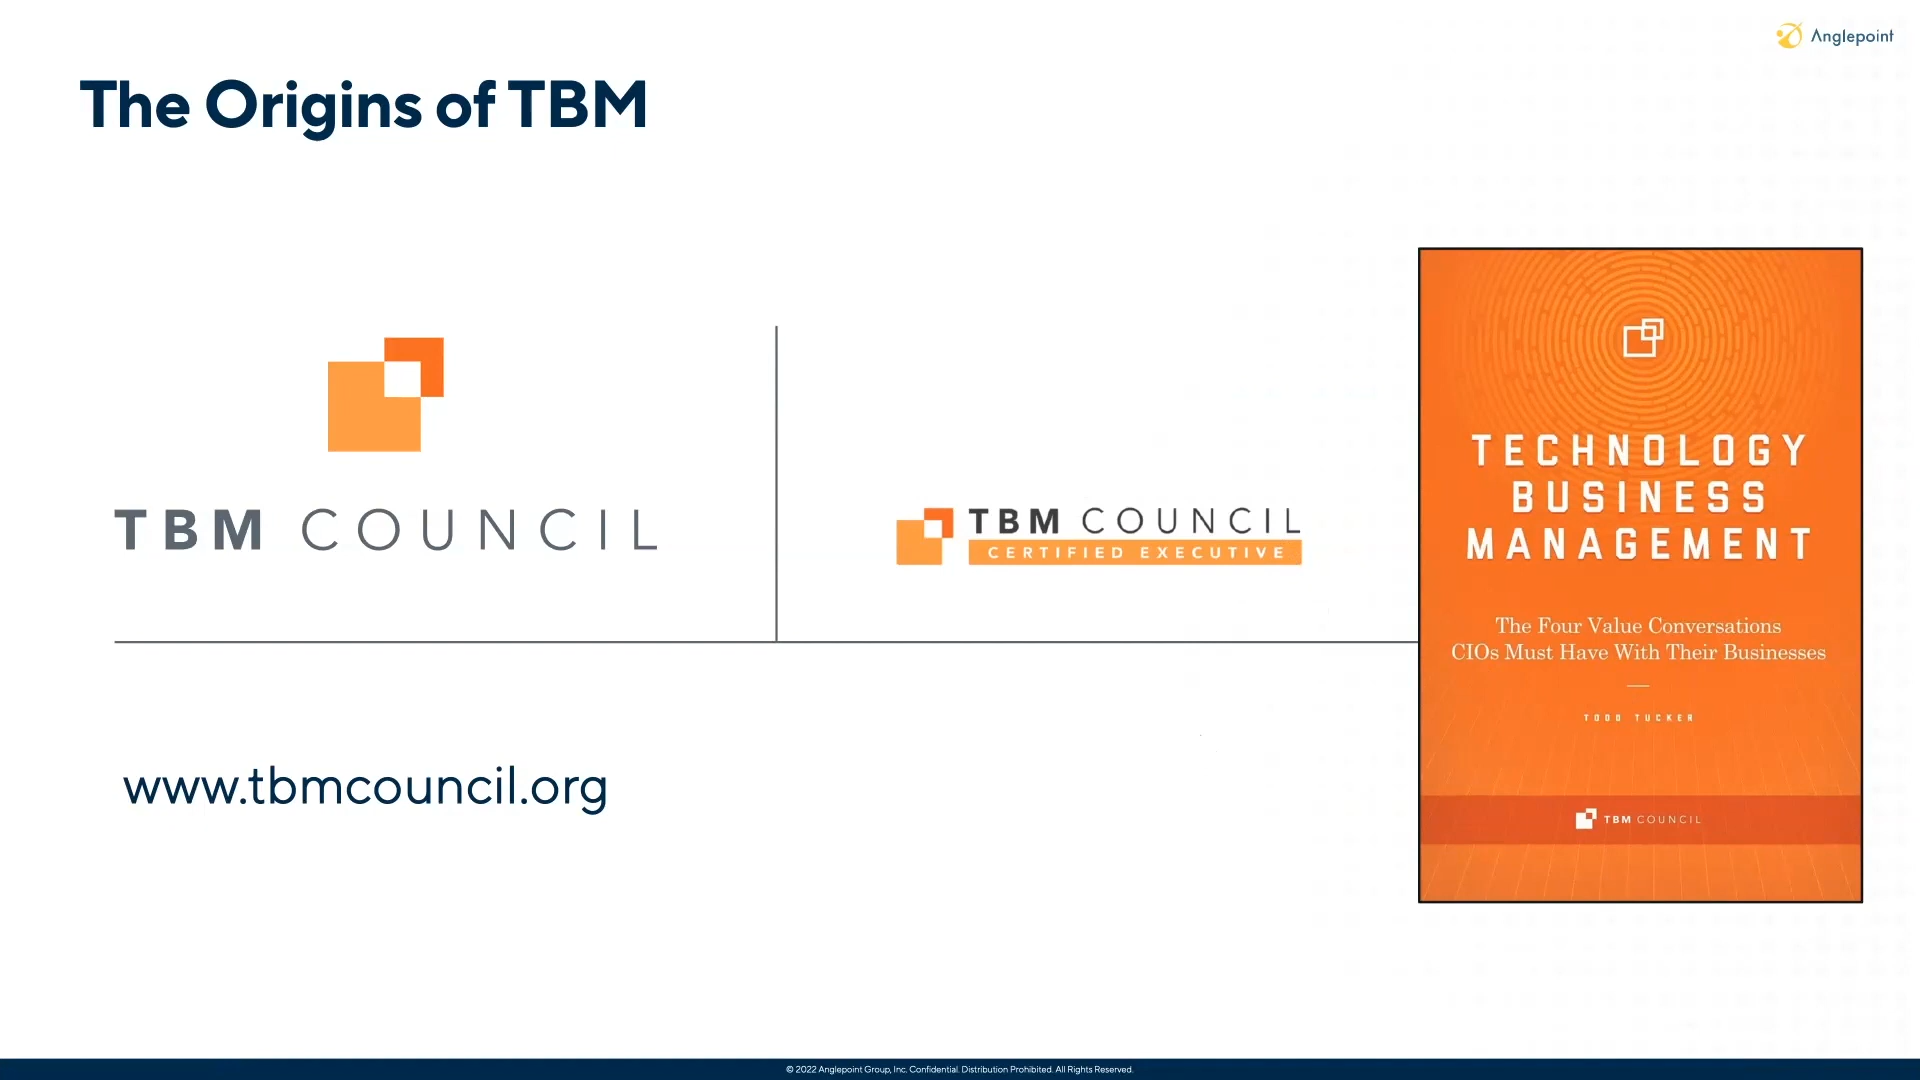 Anglepoint
The Origins of TBM
TBM COUNCIL
TBM COUNCIL
CERTIFIED EXECUTIVE
www.tbmcouncil.org
TECHNOLOGY
BUSINESS
MANAGEMENT
The Four Value Conversations
CIOs Must Have With Their Businesses
TODD TUCKER
TBM COUNCIL
© 2022 Anglepoint Group, Inc. Confidential. Distribution Prohibited. All Rights Reserved.